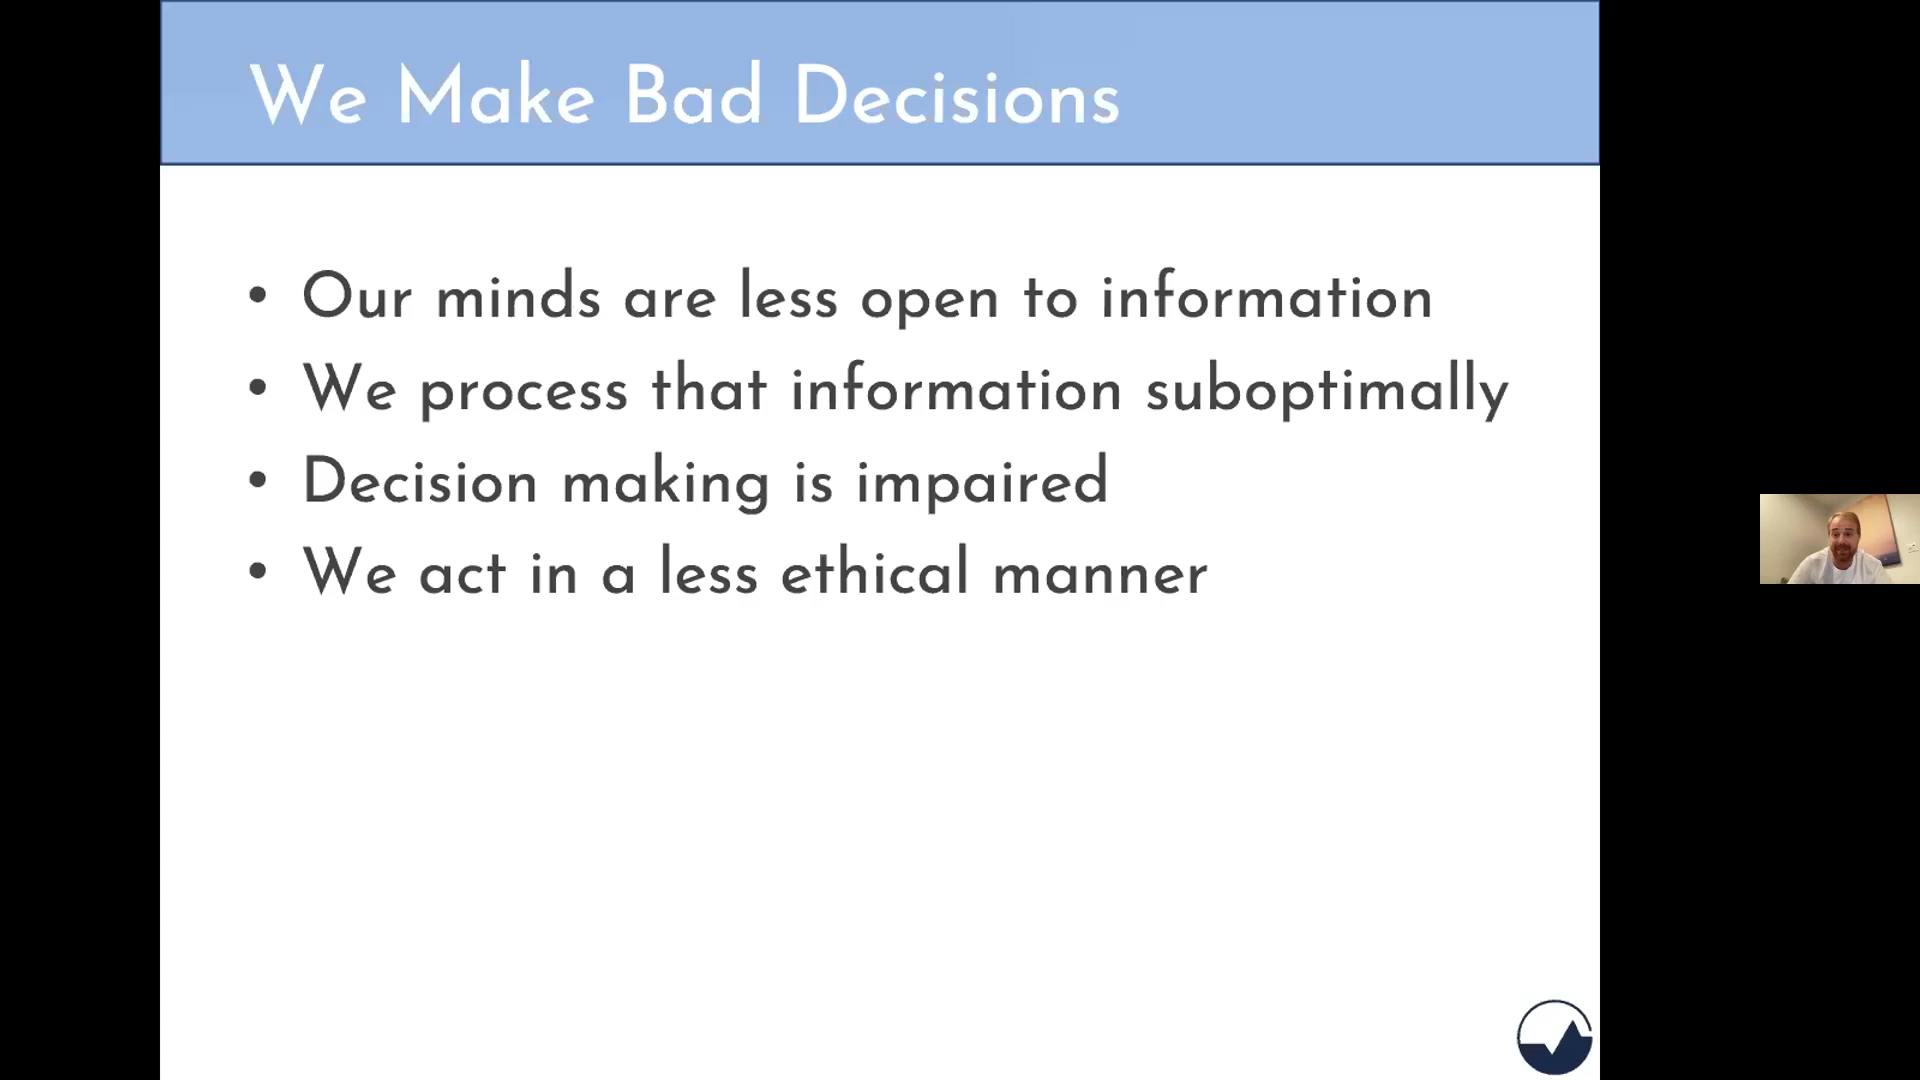 We Make Bad Decisions
• Our minds are less open to information
• We process that information suboptimally
• Decision making is impaired
• We act in a less ethical manner